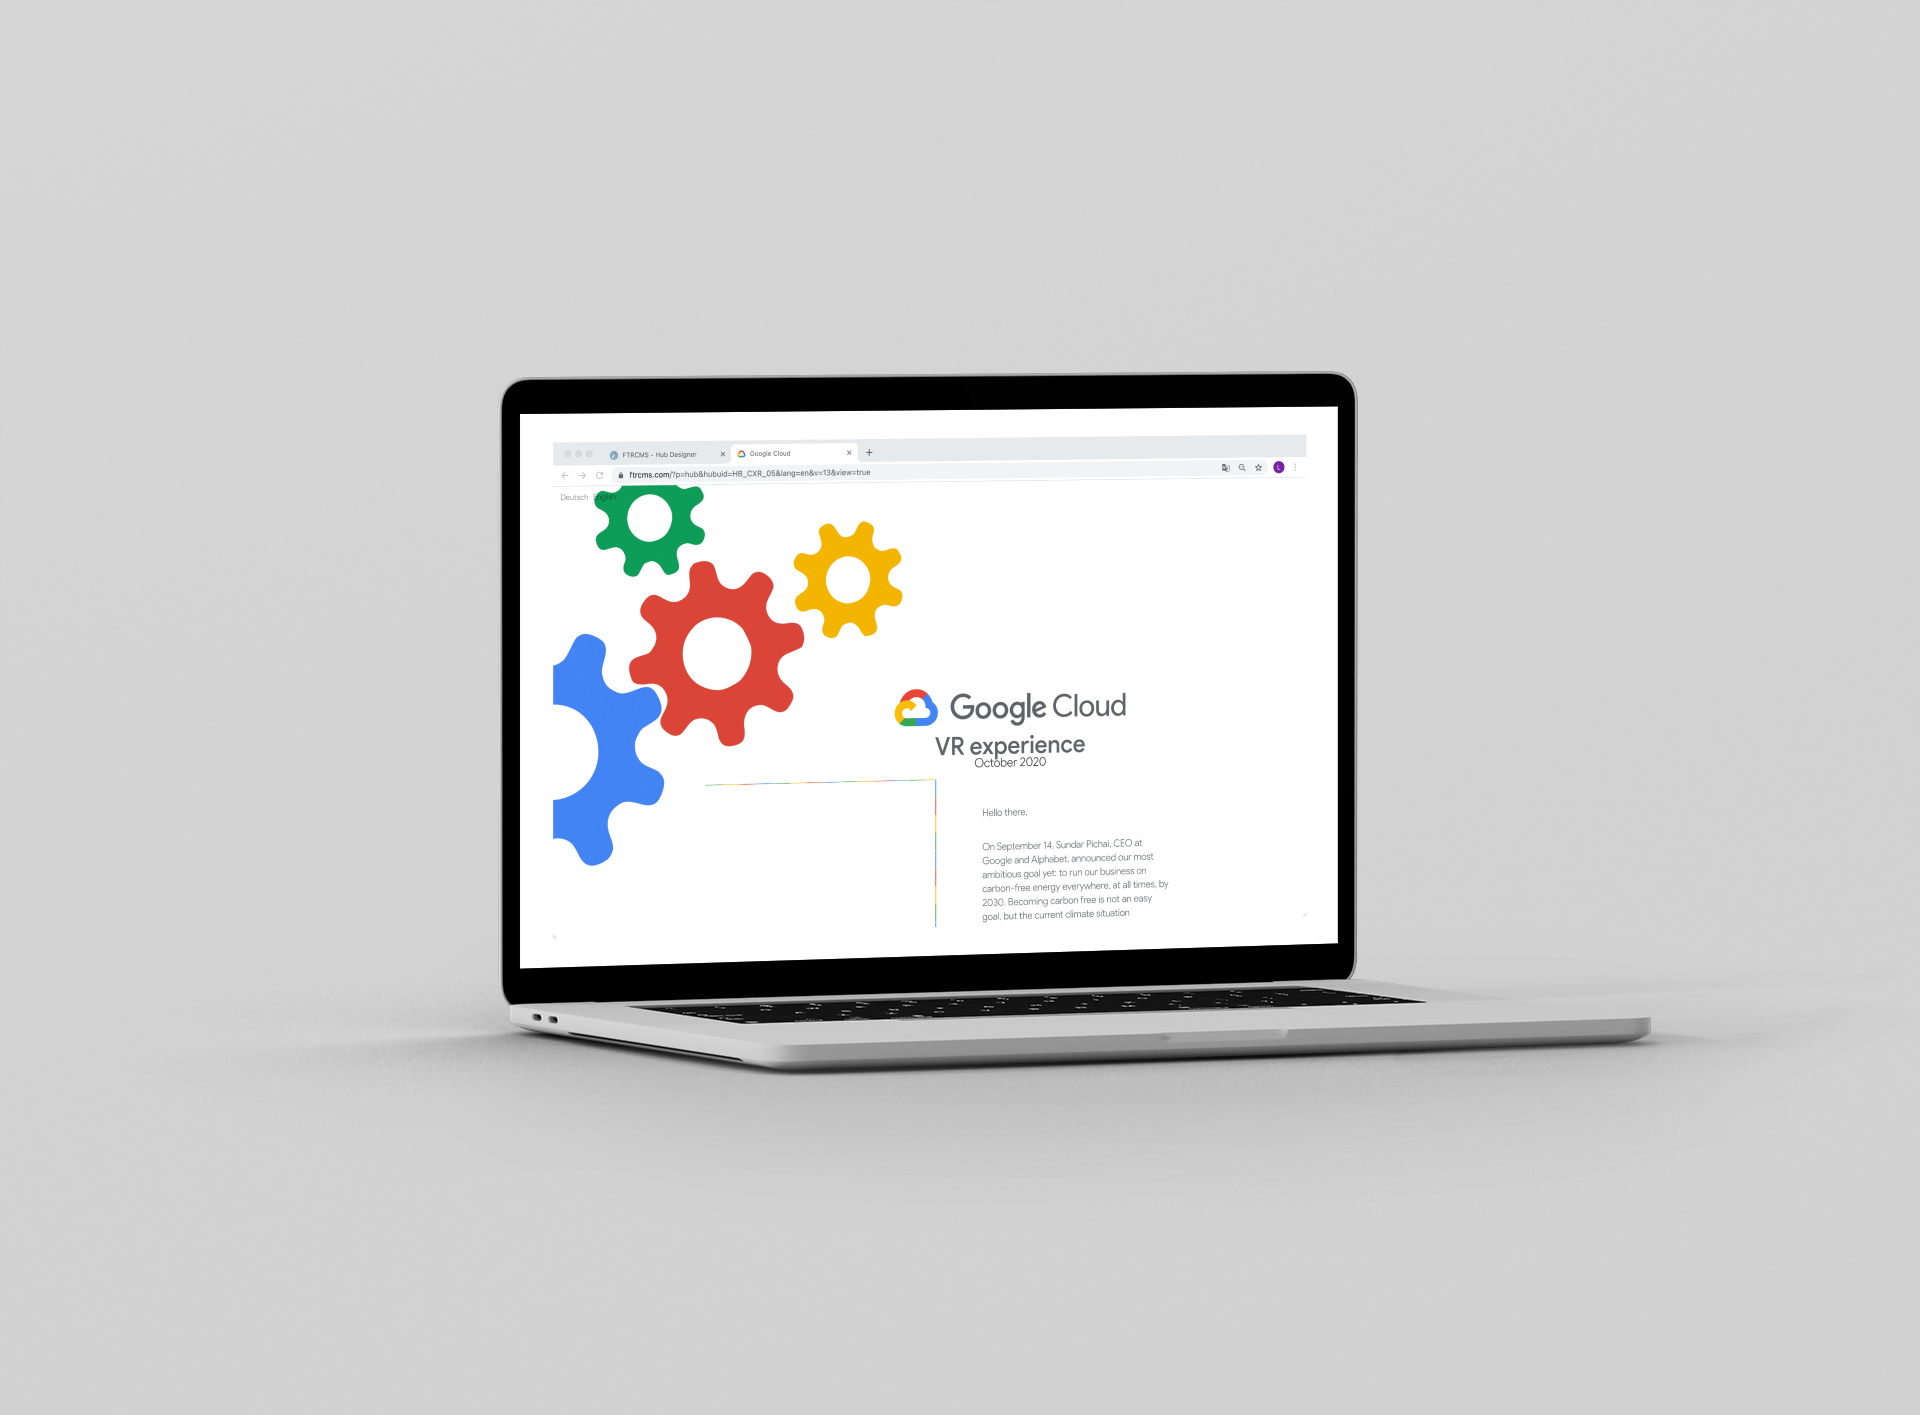 FTRCMS - Hub Designer
Google Cloud
ftrcms.com/?p=hub&hubuid=HB_CXR_05&lang=en&v=13&view=true
L
Deutsch English
Google Cloud
VR experience
October 2020
Hello there,
On September 14, Sundar Pichai, CEO at
Google and Alphabet, announced our most
ambitious goal yet: to run our business on
carbon-free energy everywhere, at all times, by
2030. Becoming carbon free is not an easy
goal, but the current climate situation